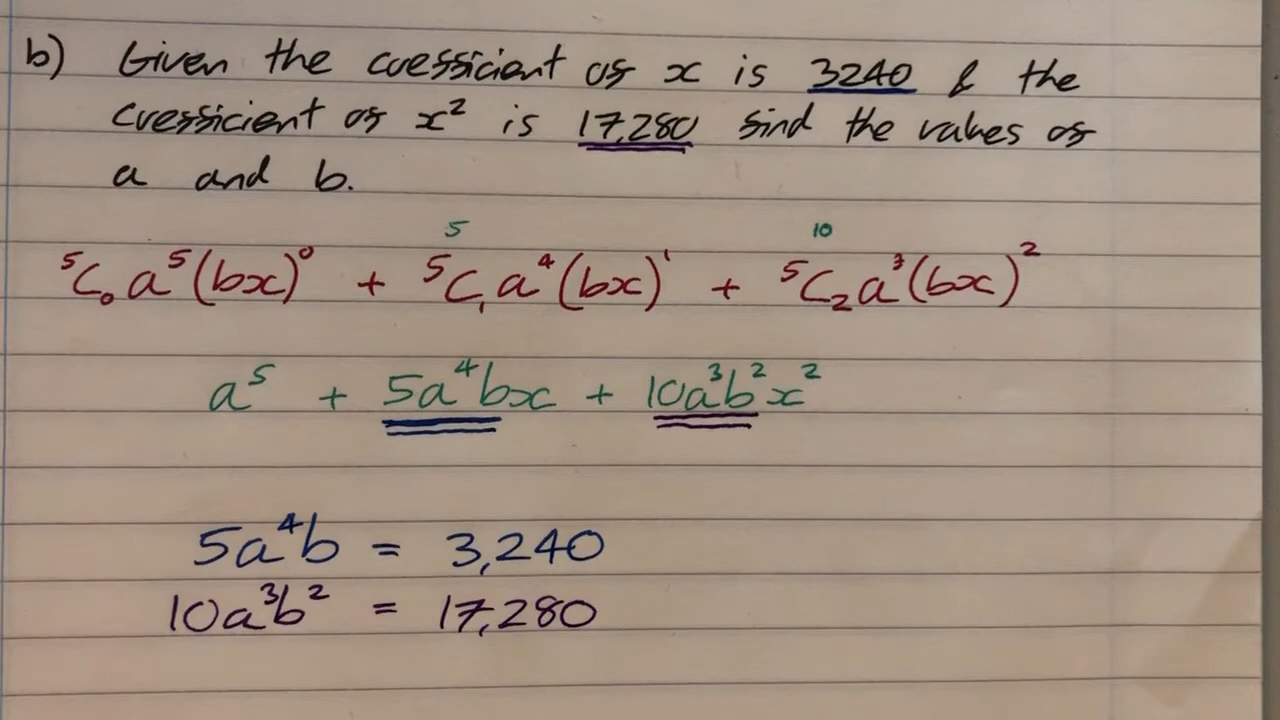 b) Given the coefficient of x is 3240 & the
coefficient of x² is 17,280 find the values of
a and b.
5 10
⁵C₀a⁵(bx)⁰ + ⁵C₁a⁴(bx)¹ + ⁵C₂a³(bx)²
a⁵ + 5a⁴bx + 10a³b²x²
5a⁴b = 3,240
10a³b² = 17,280